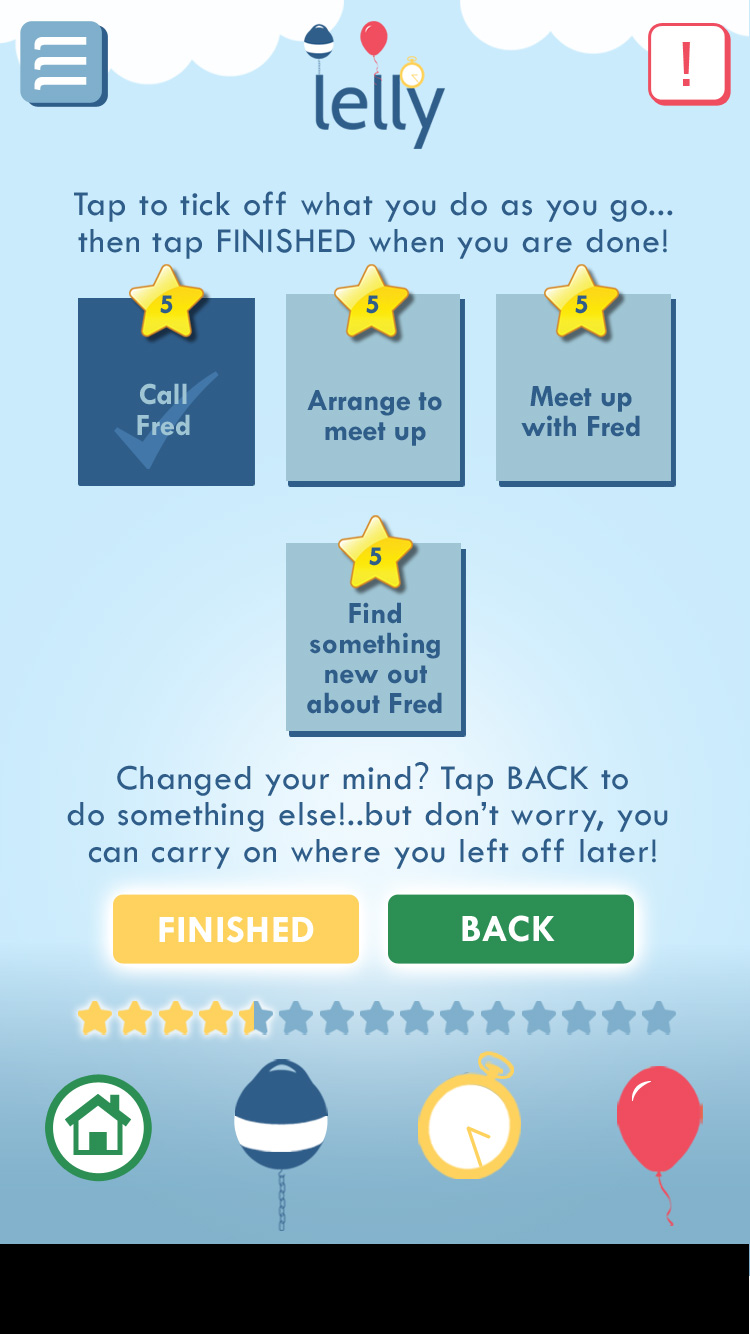 lelly
!
Tap to tick off what you do as you go...
then tap FINISHED when you are done!
5
5
5
Call
Fred
Arrange to
meet up
Meet up
with Fred
5
Find
something
new out
about Fred
Changed your mind? Tap BACK to
do something else!..but don't worry, you
can carry on where you left off later!
FINISHED
BACK